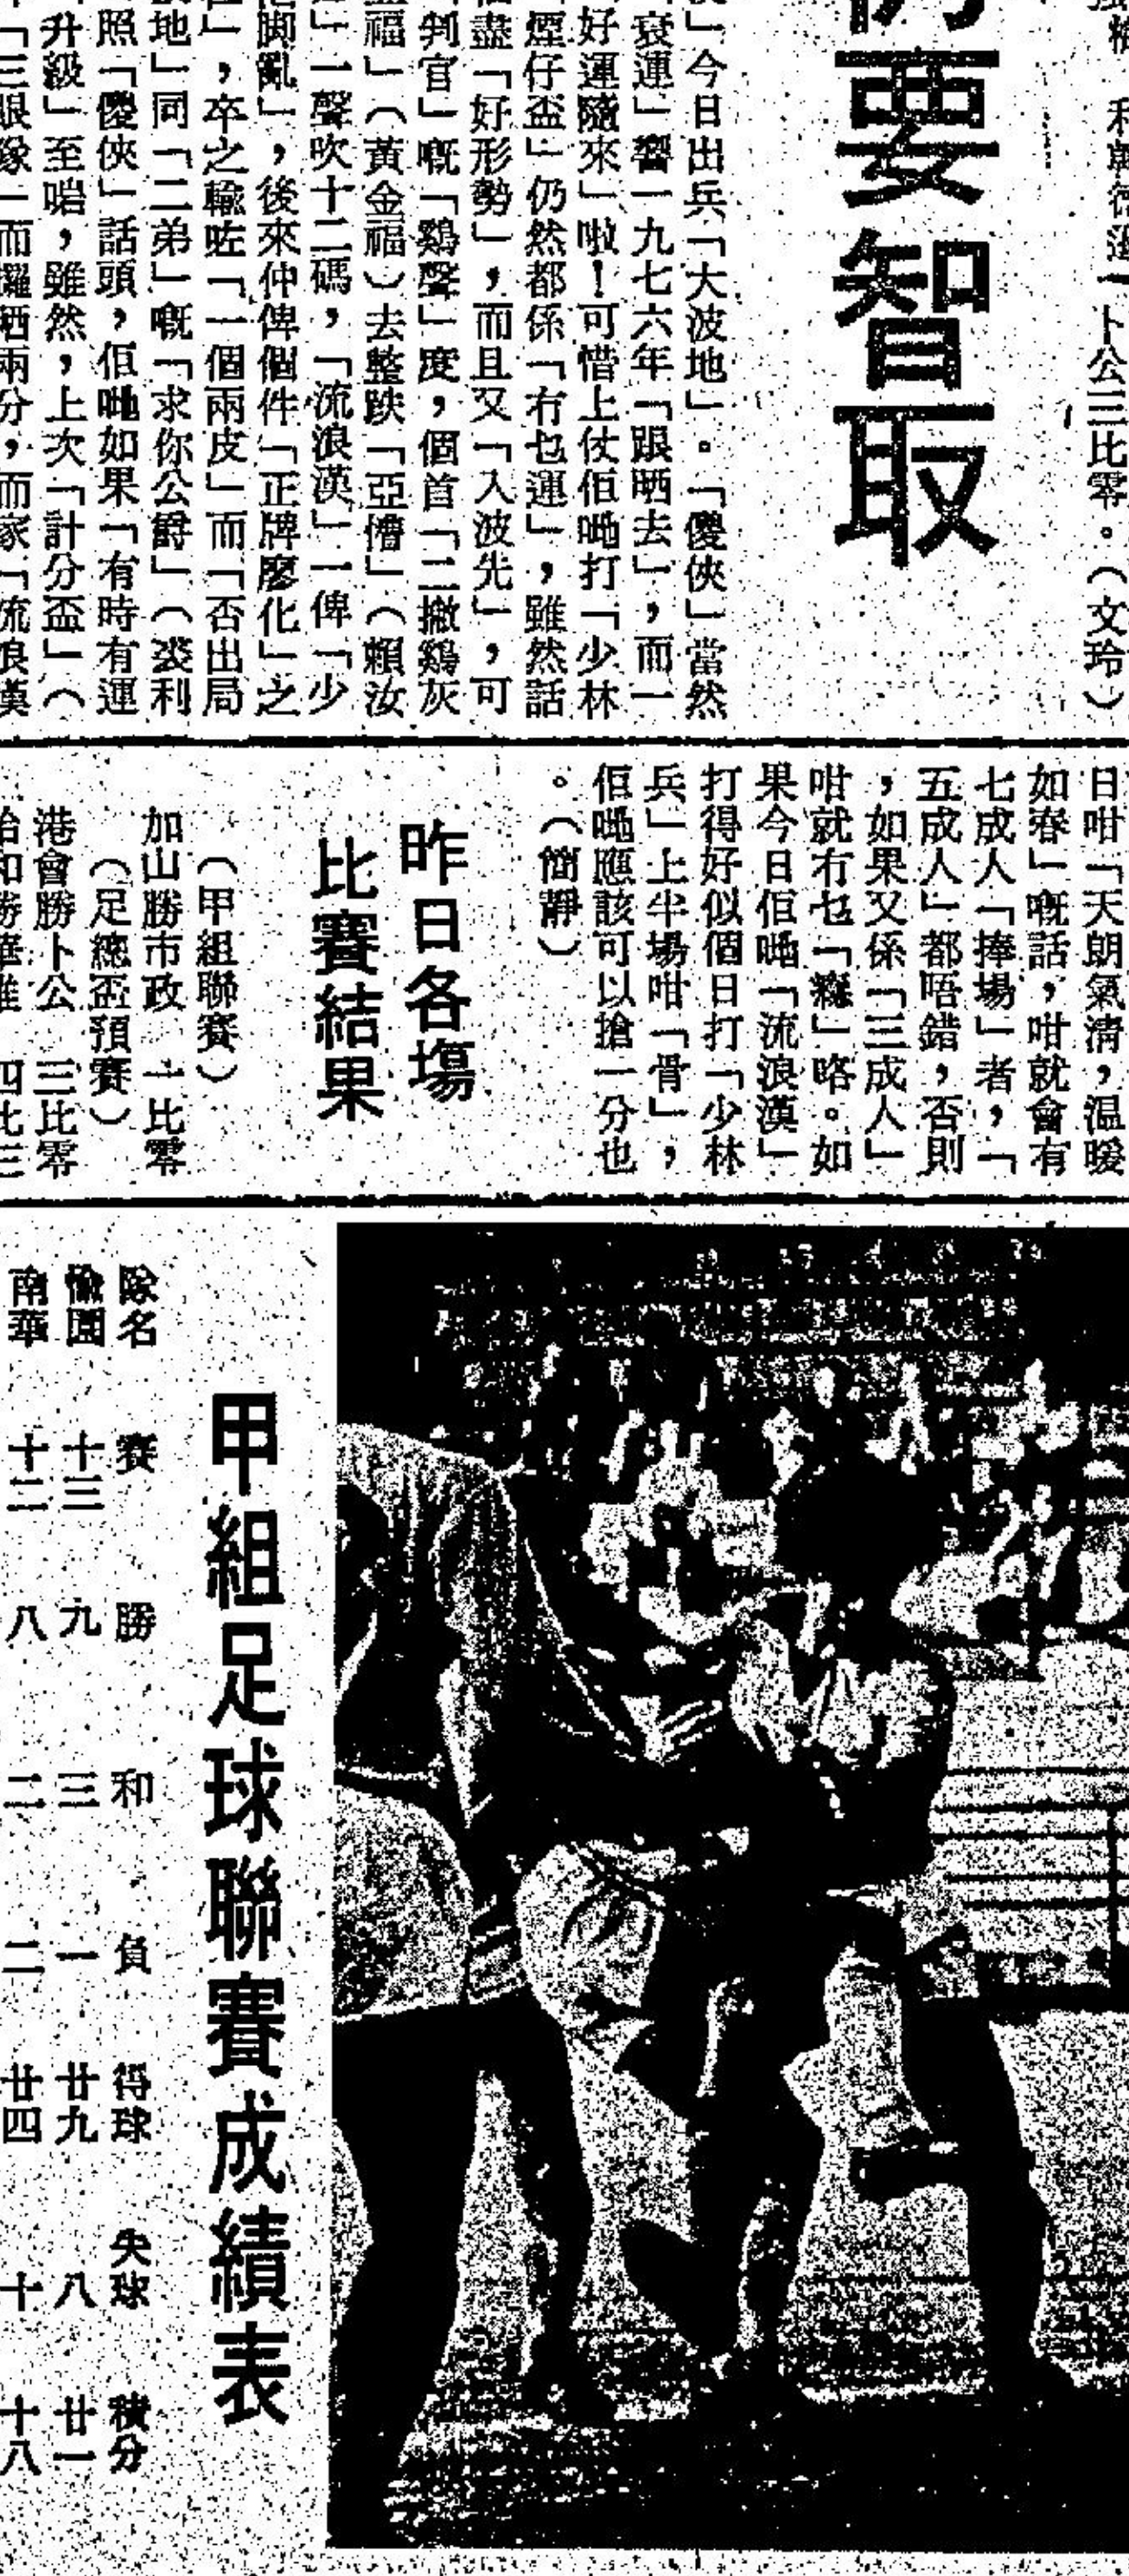 一卜公三比零。（文玲）
要智取
」今日出兵「大波地」。「傻俠」當然
衰運」響一九七六年「跟晒去」，而一
好運隨來」啦！可惜上仗佢哋打「少林
煙仔盃」仍然都係「冇乜運」，雖然話
盡「好形勢」，而且又「入波先」，可
判官」嘅「鷄聲」度，個首「二撇鷄灰
福」（黃金福）去整跌「亞懵」（賴汝
」一聲吹十二碼，「流浪漢」一俾「少
脚亂」，後來仲俾個件「正牌廖化」之
」，卒之輸咗「一個兩皮」而「否出局
地」同「二弟」嘅「求你公爵」（裘利
照「傻俠」話頭，佢哋如果「有時有運
升級」至啱，雖然，上次「計分盃」（
「三眼隊」而攞晒兩分，而家「流浪漢
日咁「天朗氣清，温暖
如春」嘅話，咁就會有
七成人「捧場」者，「
五成人」都唔錯，否則
，如果又係「三成人」
咁就冇乜「癮」略。如
果今日佢哋「流浪漢」
打得好似個日打「少林
兵」上半場咁「骨」，
佢哋應該可以搶一分也
。（簡靜）
昨日各塲
比賽結果
（甲組聯賽）
加山勝市政　一比零
（足總盃預賽）
港會勝卜公　三比零
怡和勝華雄　四比三
甲組足球聯賽成績表
隊名　賽　勝　和　負　得球　失球　積分
愉園　十三　九　三　一　廿九　八　廿一
南華　十二　八　二　二　廿四　十　十八